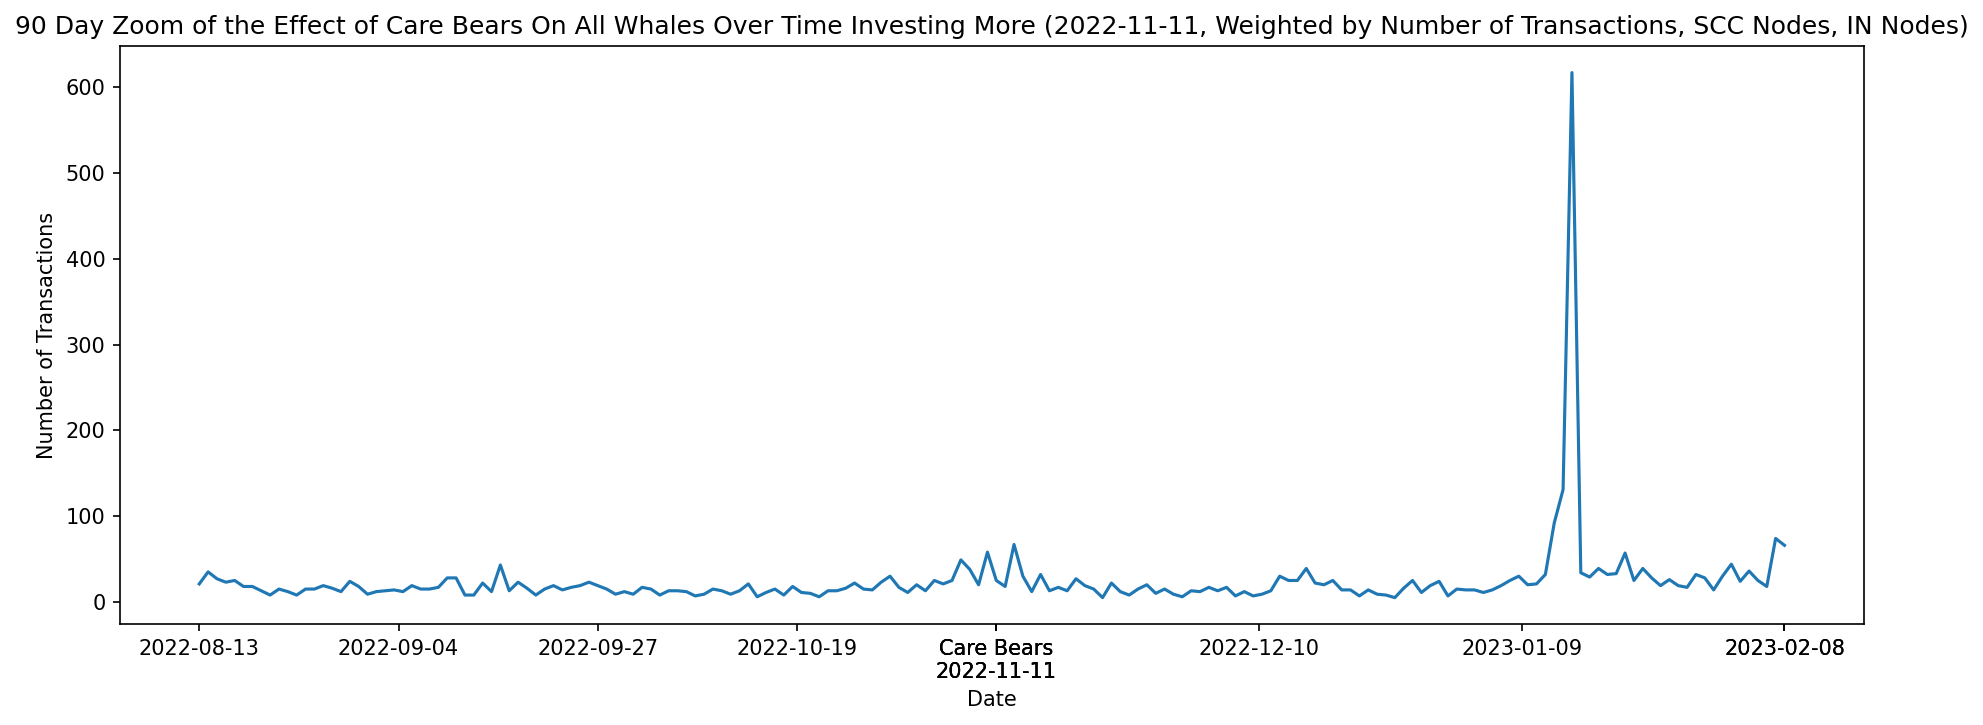 90 Day Zoom of the Effect of Care Bears On All Whales Over Time Investing More (2022-11-11, Weighted by Number of Transactions, SCC Nodes, IN Nodes)
Number of Transactions
600
500
400
300
200
100
0
2022-08-13 2022-09-04 2022-09-27 2022-10-19 Care Bears 2022-12-10 2023-01-09 2023-02-08
2022-11-11
Date